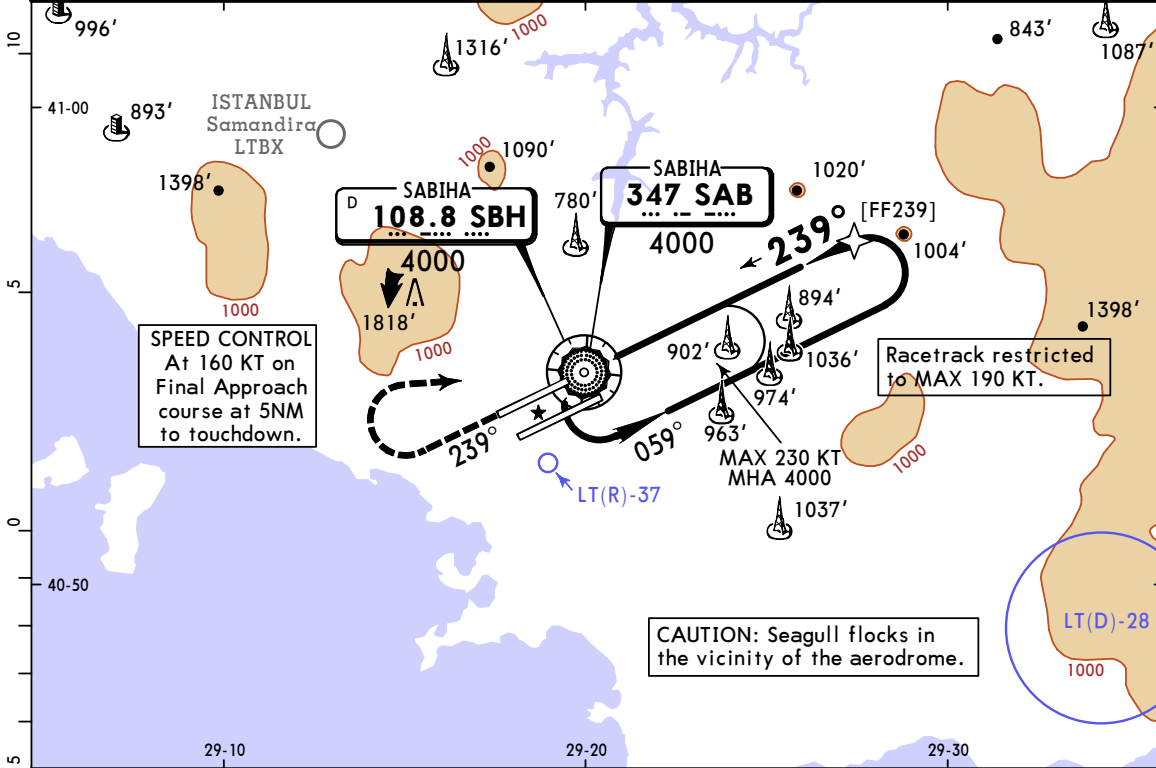 996'
1316'
1000
843'
1087'
10
41-00
893'
ISTANBUL
Samandira
LTBX
1000
1090'
1398'
SABIHA
D 108.8 SBH
4000
780'
SABIHA
347 SAB
4000
1020'
239°
[FF239]
1004'
5
1000
1818'
1000
894'
902'
1036'
974'
963'
1398'
SPEED CONTROL
At 160 KT on
Final Approach
course at 5NM
to touchdown.
Racetrack restricted
to MAX 190 KT.
239°
059°
MAX 230 KT
MHA 4000
1000
LT(R)-37
1037'
0
40-50
CAUTION: Seagull flocks in
the vicinity of the aerodrome.
LT(D)-28
1000
5
29-10
29-20
29-30